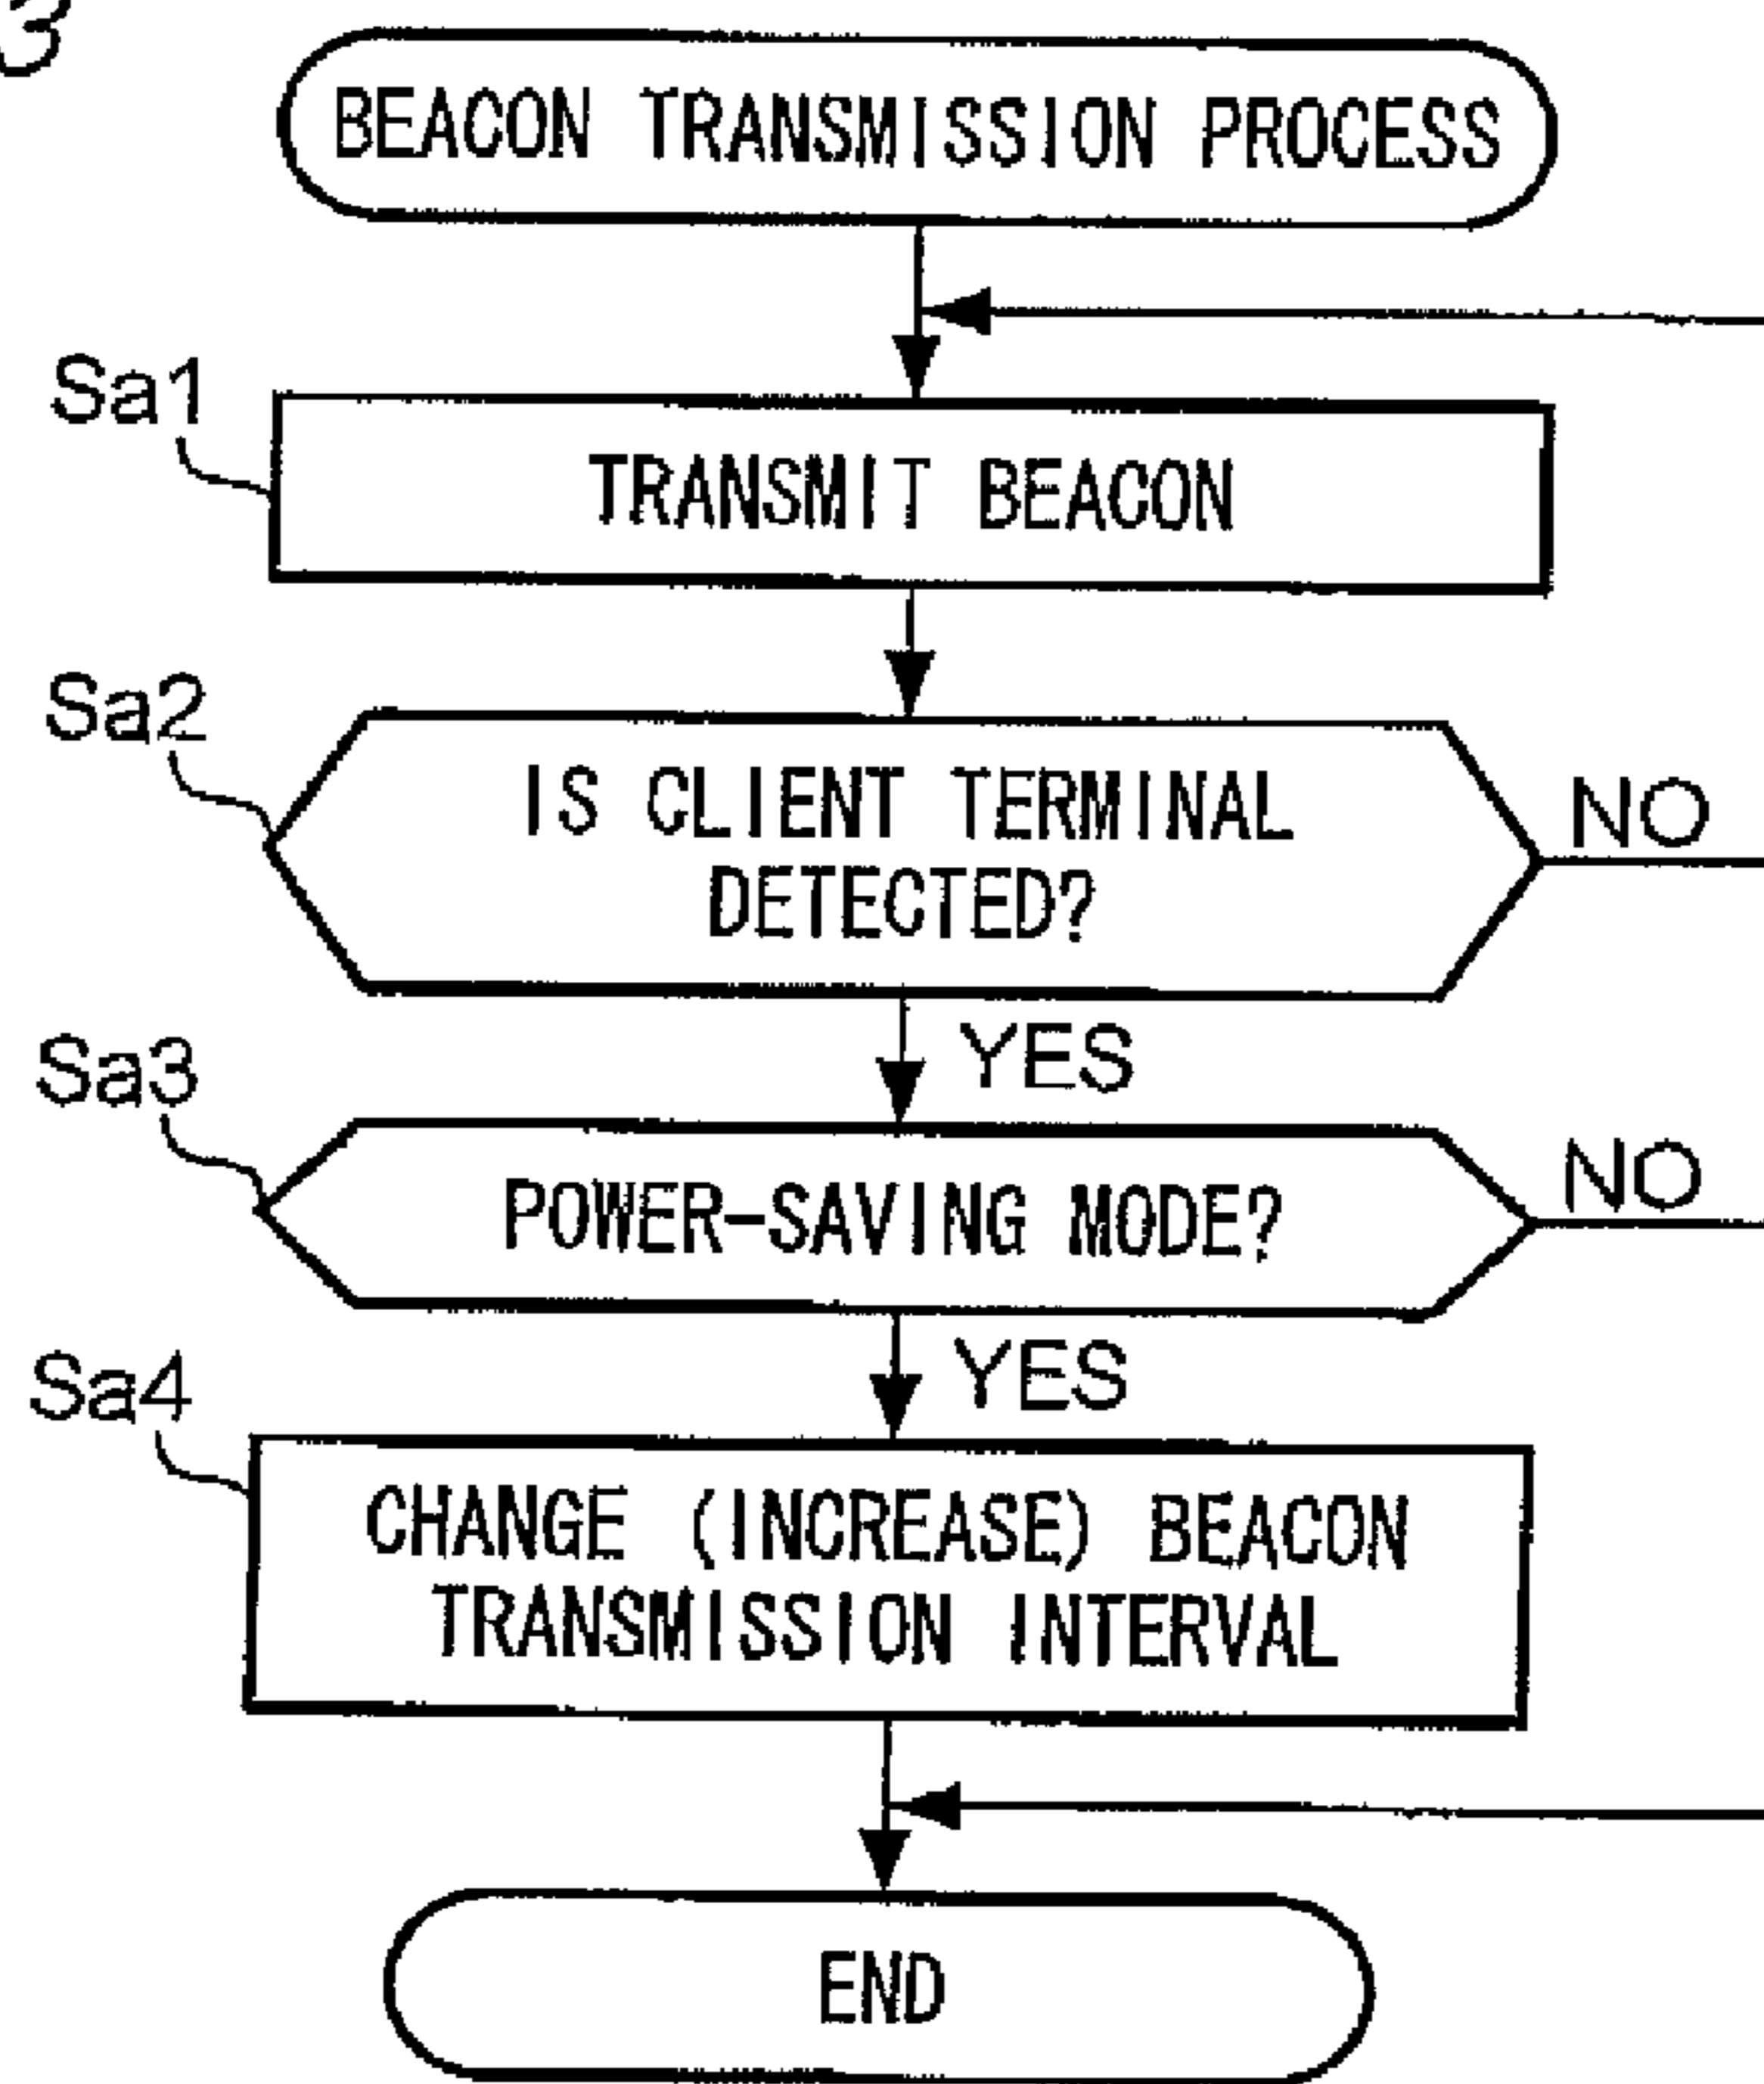 3
BEACON TRANSMISSION PROCESS
Sa1
TRANSMIT BEACON
Sa2
IS CLIENT TERMINAL
DETECTED?
NO
YES
Sa3
POWER-SAVING MODE?
NO
YES
Sa4
CHANGE (INCREASE) BEACON
TRANSMISSION INTERVAL
END